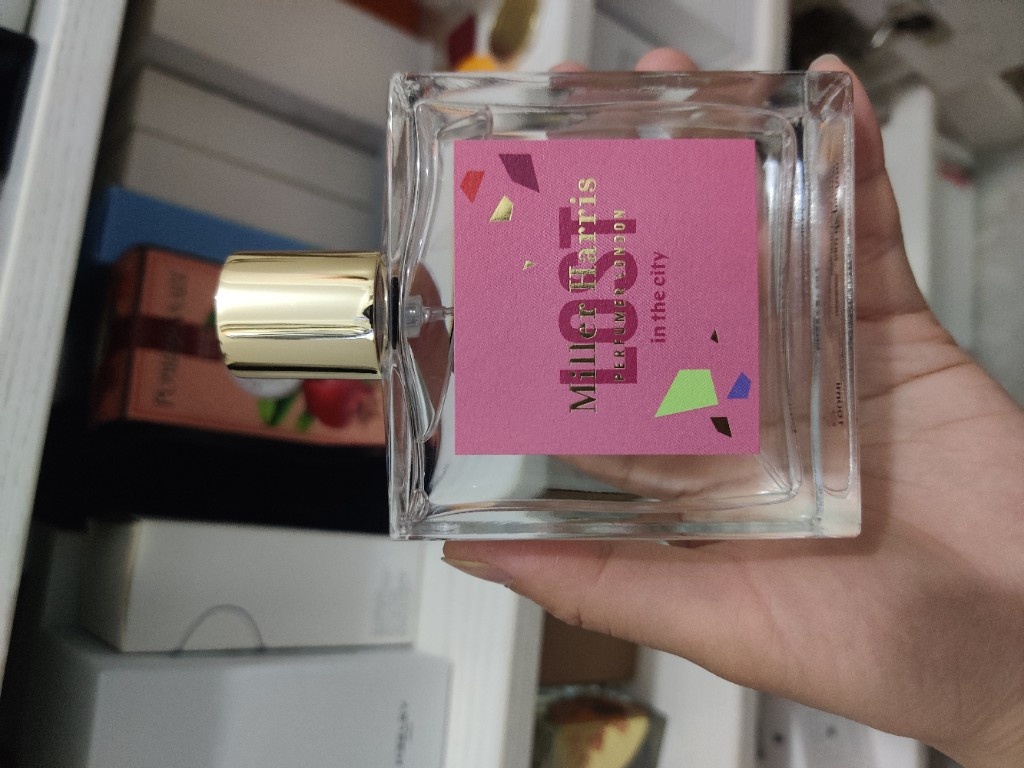 LOST
Miller Harris
PERFUMER LONDON
in the city